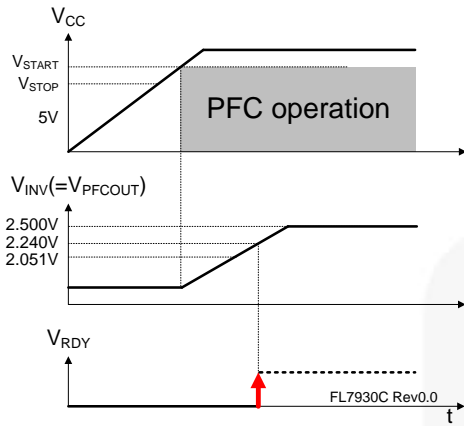 VCC
VSTART
VSTOP
5V
PFC operation
VINV(=VPFCOUT)
2.500V
2.240V
2.051V
VRDY
FL7930C Rev0.0
t